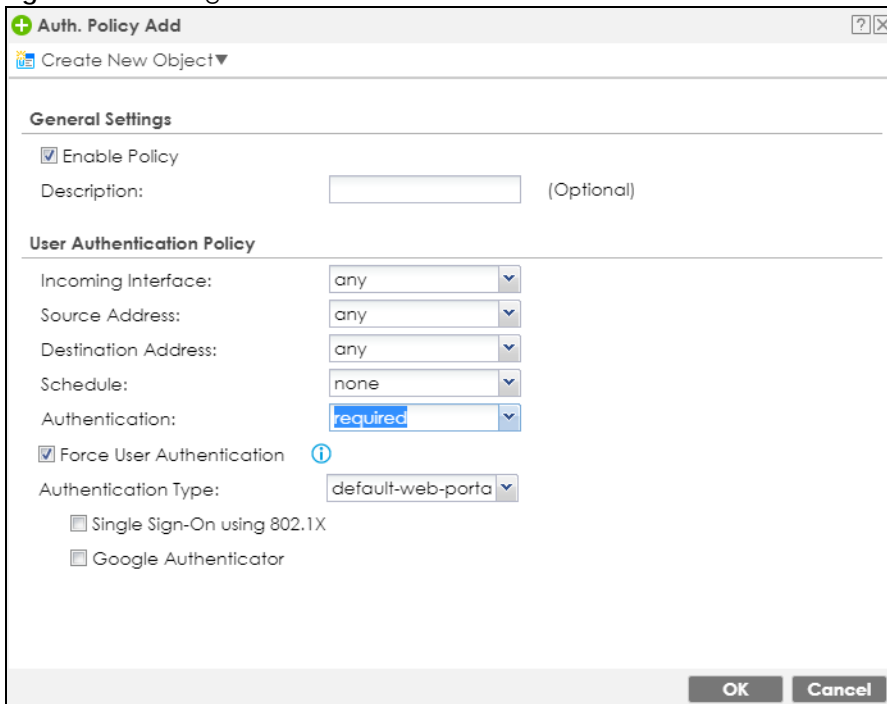 Auth. Policy Add
Create New Object▼
General Settings
Enable Policy
Description: (Optional)
User Authentication Policy
Incoming Interface: any
Source Address: any
Destination Address: any
Schedule: none
Authentication: required
Force User Authentication
Authentication Type: default-web-porta
Single Sign-On using 802.1X
Google Authenticator
OK Cancel